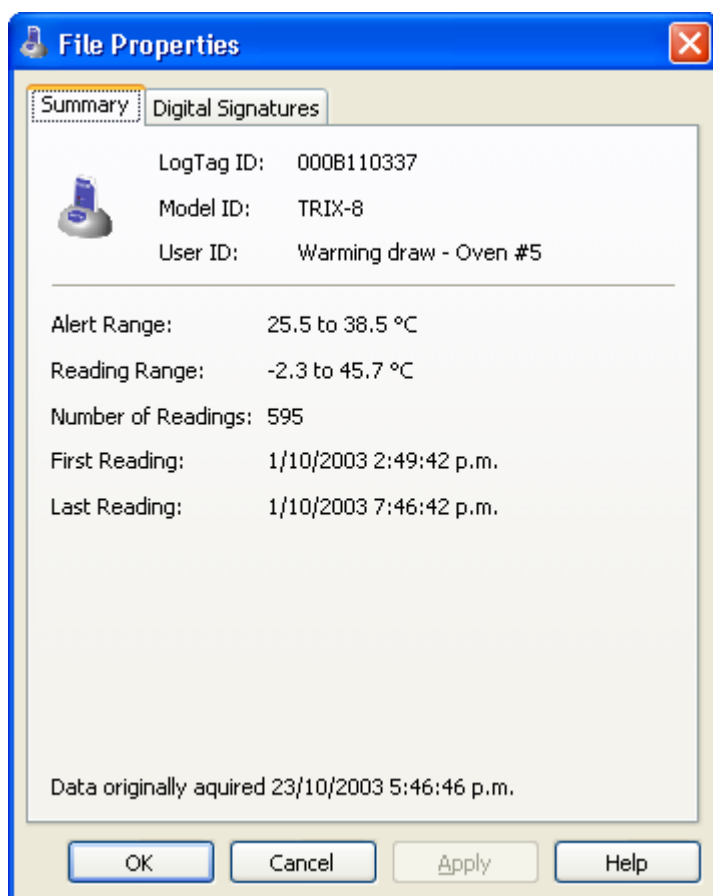 File Properties
Summary
Digital Signatures
LogTag ID: 000B110337
Model ID: TRIX-8
User ID: Warming draw - Oven #5
Alert Range: 25.5 to 38.5 °C
Reading Range: -2.3 to 45.7 °C
Number of Readings: 595
First Reading: 1/10/2003 2:49:42 p.m.
Last Reading: 1/10/2003 7:46:42 p.m.
Data originally aquired 23/10/2003 5:46:46 p.m.
OK
Cancel
Apply
Help